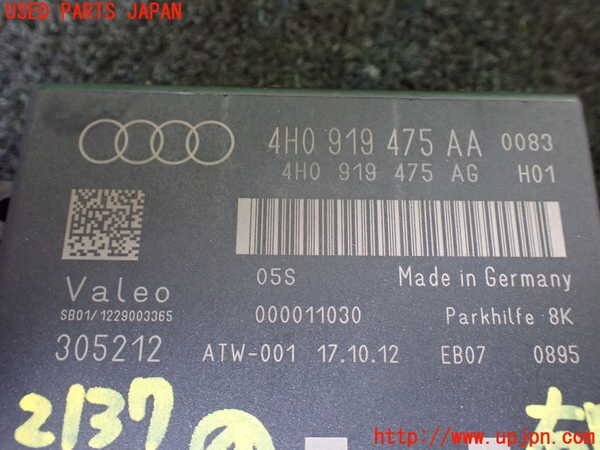 USED PARTS JAPAN
4H0 919 475 AA 0083
4H0 919 475 AG H01
05S Made in Germany
Valeo
SB01/1229003365
000011030 Parkhilfe 8K
305212 ATW-001 17.10.12 EB07 0895
2137
http://www.upjpn.com